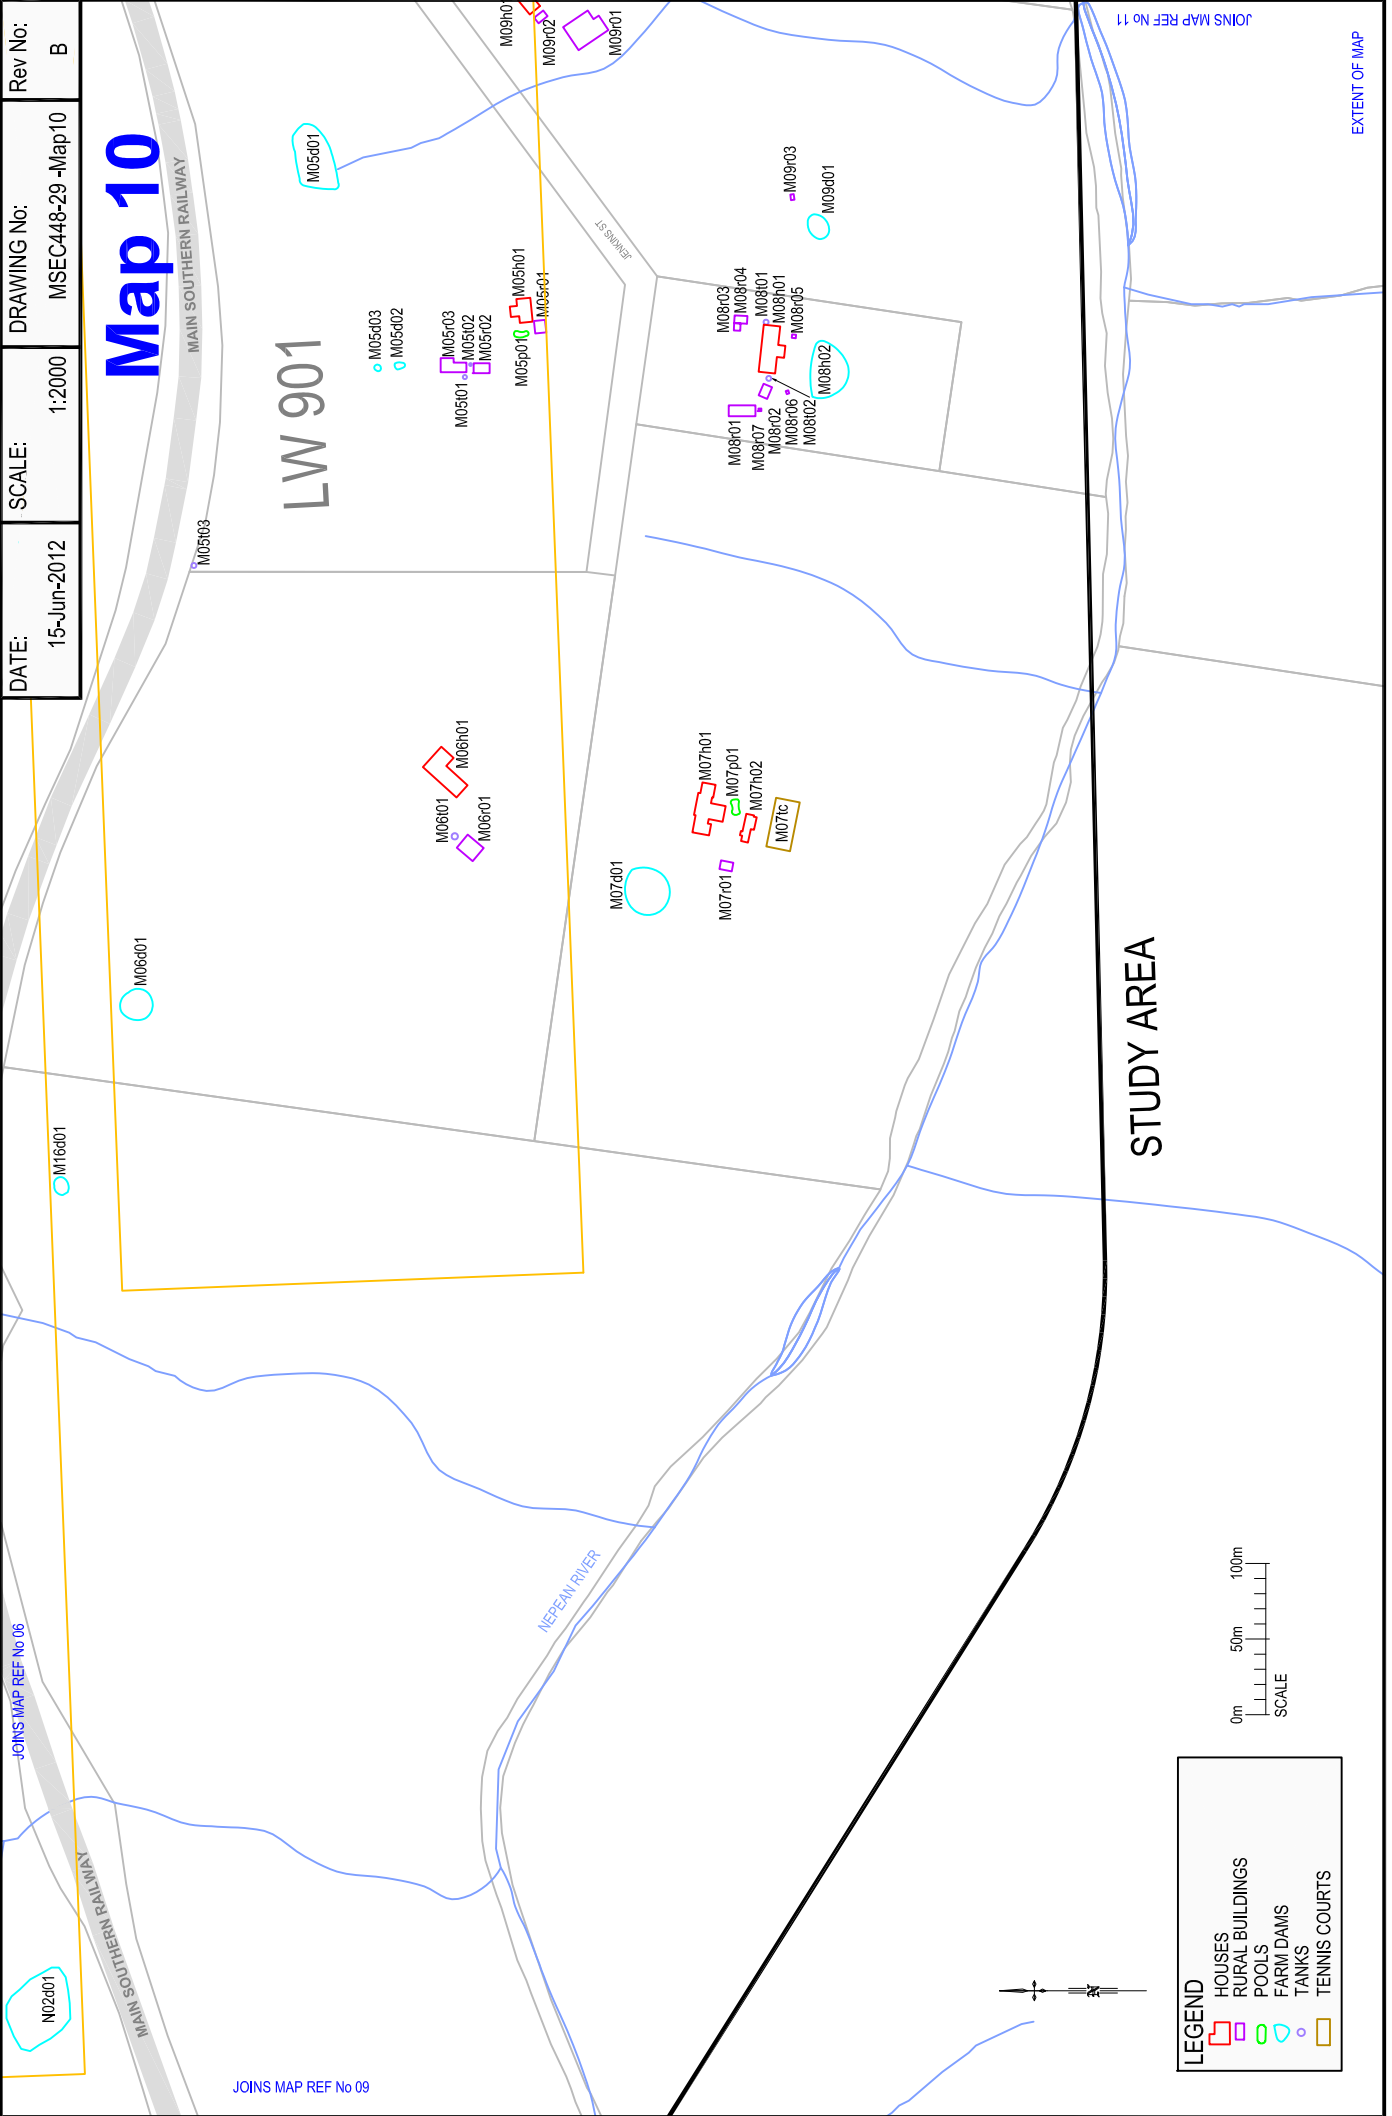 DATE:
15-Jun-2012
SCALE:
1:2000
DRAWING No:
MSEC448-29 -Map10
Rev No:
B
Map 10
JOINS MAP REF No 06
MAIN SOUTHERN RAILWAY
MAIN SOUTHERN RAILWAY
N02d01
M16d01
M06d01
M05t03
LW 901
M05d01
M05d03
M05d02
M05r03
M05t02
M05r02
M05t01
M05h01
M05p01
M05r01
M09h01
M09r02
M09r01
JENKINS ST
M06h01
M06t01
M06r01
M07d01
M07h01
M07p01
M07h02
M07tc
M07r01
M08r03
M08r04
M08t01
M08h01
M08r05
M08h02
M08r01
M08r07
M08r02
M08r06
M08t02
M09r03
M09d01
NEPEAN RIVER
STUDY AREA
JOINS MAP REF No 09
JOINS MAP REF No 11
EXTENT OF MAP
N
0m 50m 100m
SCALE
LEGEND
HOUSES
RURAL BUILDINGS
POOLS
FARM DAMS
TANKS
TENNIS COURTS